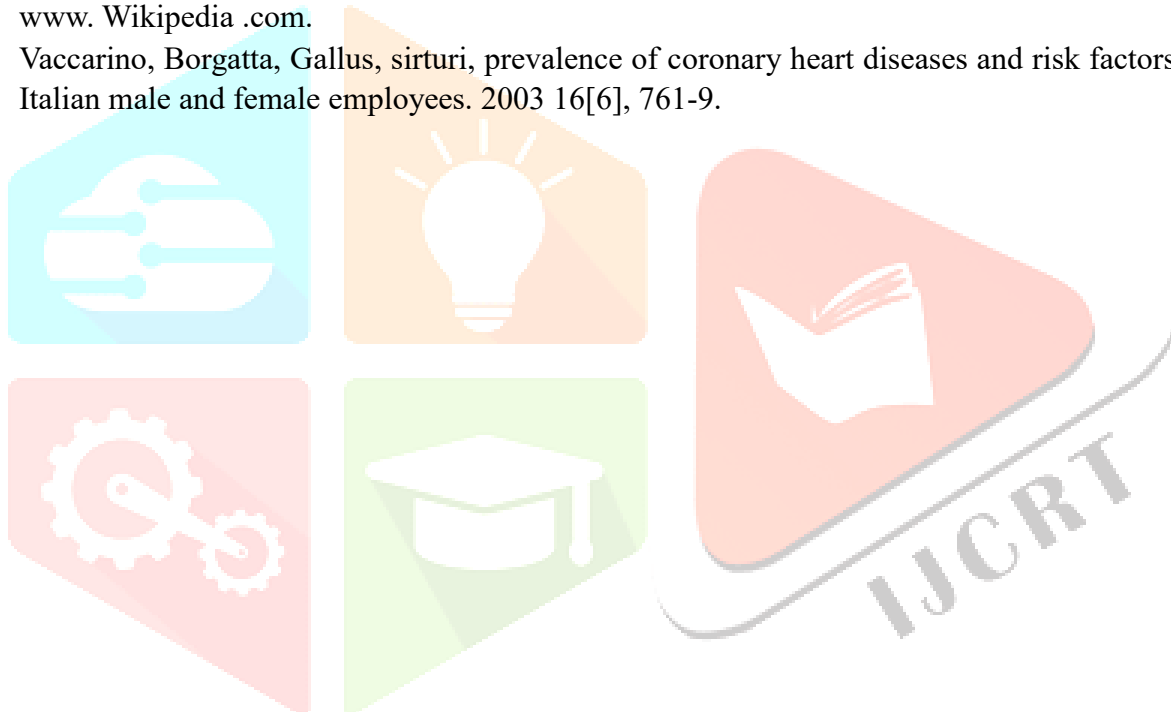 www. Wikipedia .com.
Vaccarino, Borgatta, Gallus, sirturi, prevalence of coronary heart diseases and risk factors
Italian male and female employees. 2003 16[6], 761-9.
IJCRT